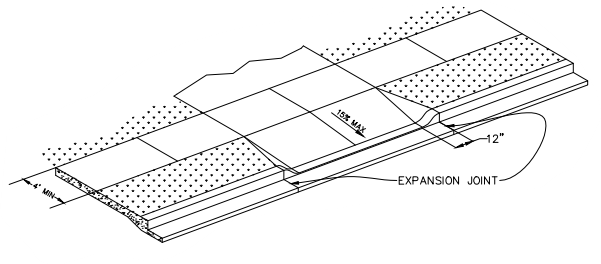 15% MAX
12"
4' MIN
EXPANSION JOINT